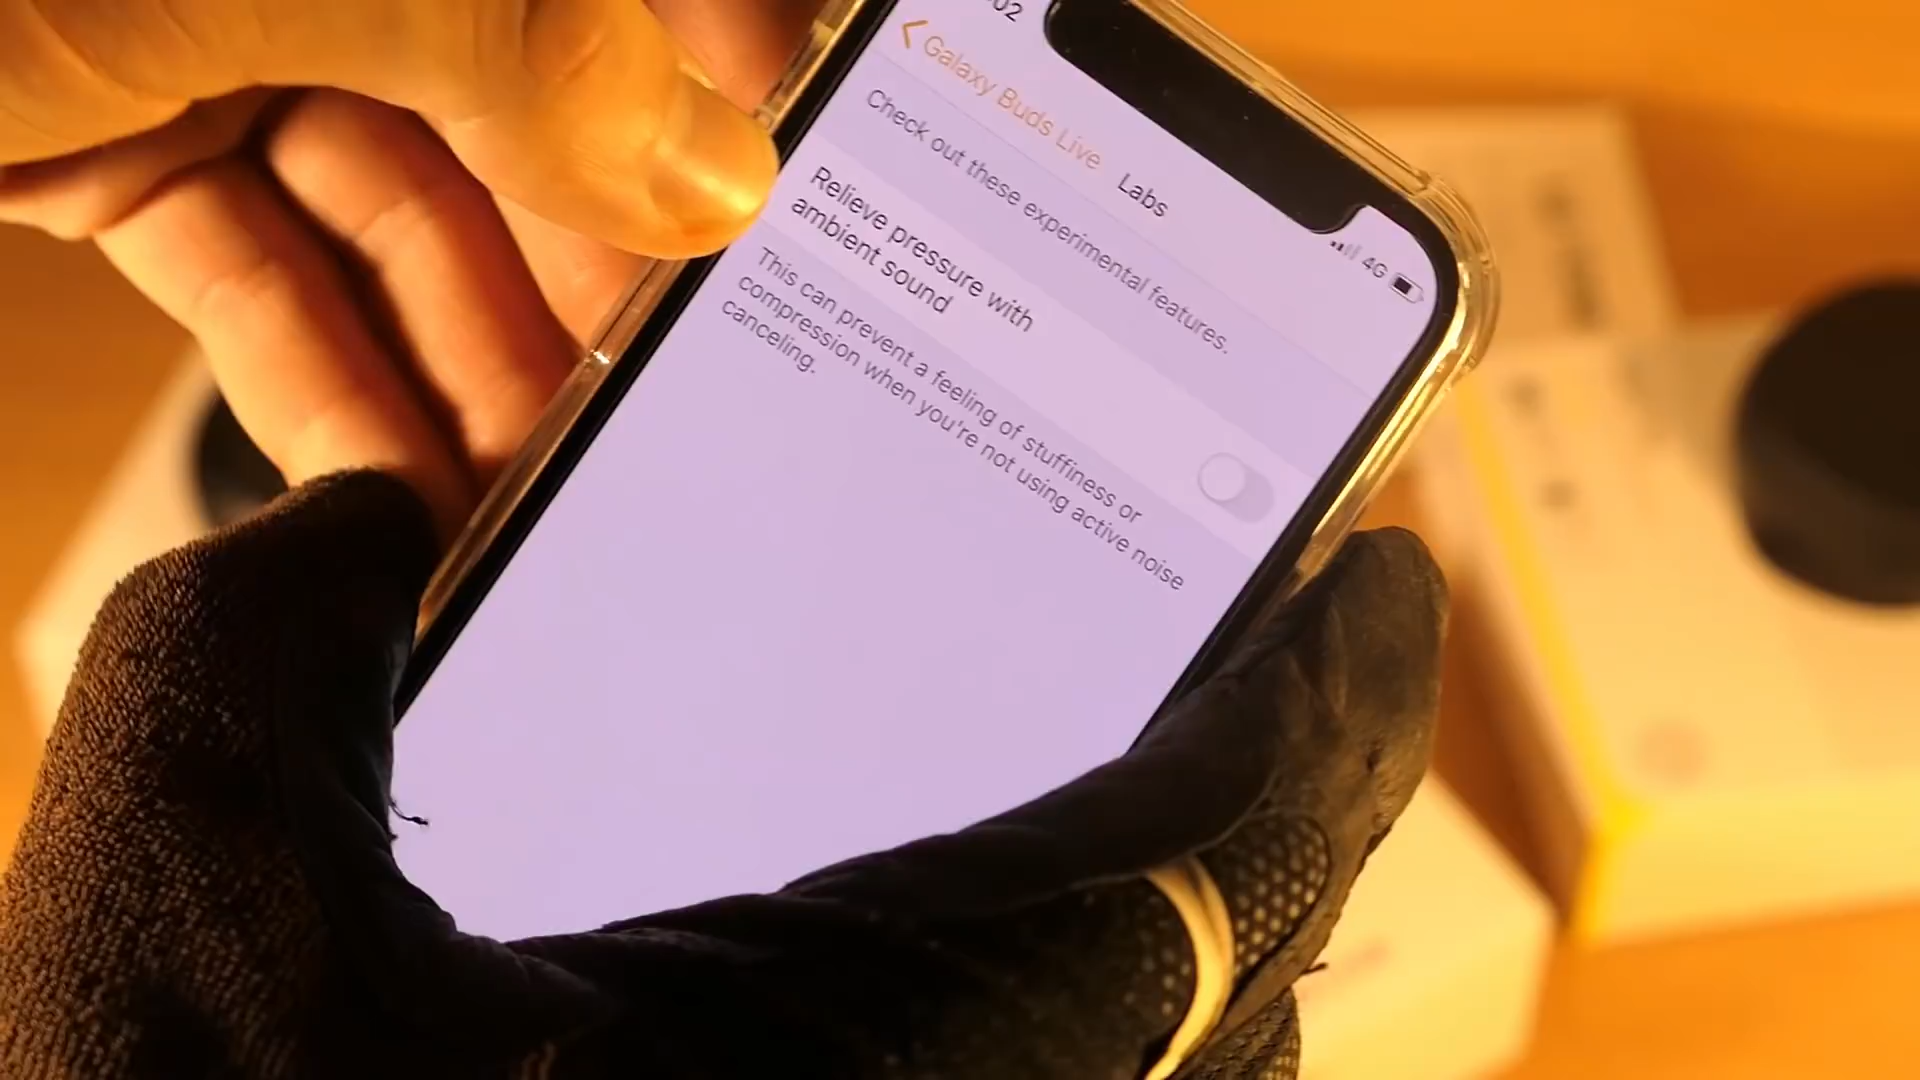 02
Galaxy Buds Live
Labs
4G
Check out these experimental features.
Relieve pressure with
ambient sound
This can prevent a feeling of stuffiness or
compression when you're not using active noise
canceling.